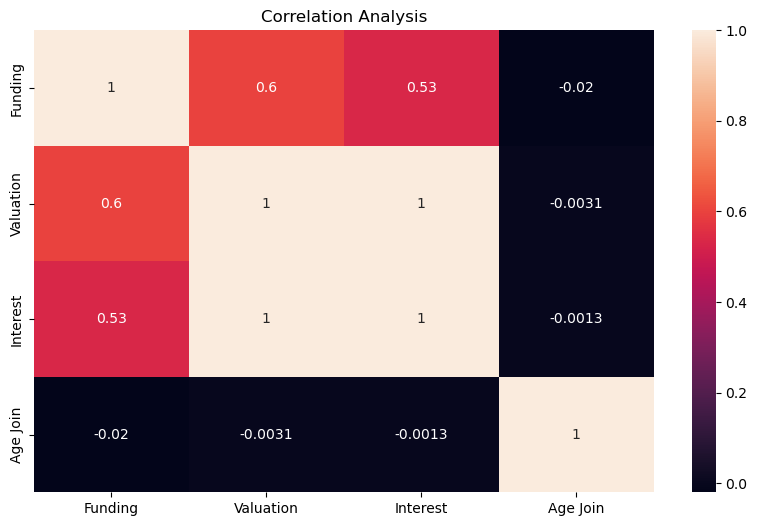 Correlation Analysis
Funding
1
0.6
0.53
-0.02
Valuation
0.6
1
1
-0.0031
Interest
0.53
1
1
-0.0013
Age Join
-0.02
-0.0031
-0.0013
1
Funding
Valuation
Interest
Age Join
1.0
0.8
0.6
0.4
0.2
0.0